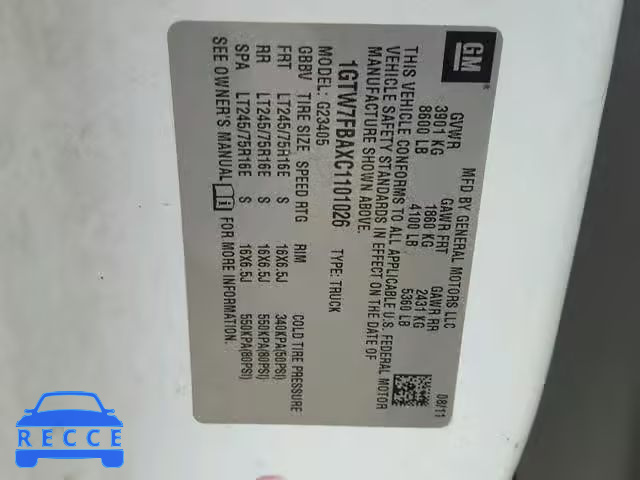 GM
®
MFD BY GENERAL MOTORS LLC
08/11
GVWR GAWR FRT GAWR RR
3901 KG 1860 KG 2431 KG
8600 LB 4100 LB 5360 LB
THIS VEHICLE CONFORMS TO ALL APPLICABLE U.S. FEDERAL MOTOR
VEHICLE SAFETY STANDARDS IN EFFECT ON THE DATE OF
MANUFACTURE SHOWN ABOVE.
1GTW7FBAXC1101026 TYPE: TRUCK
MODEL: G23405
GBBV TIRE SIZE SPEED RTG RIM COLD TIRE PRESSURE
FRT LT245/75R16E S 16X6.5J 340KPA(50PSI)
RR LT245/75R16E S 16X6.5J 550KPA(80PSI)
SPA LT245/75R16E S 16X6.5J 550KPA(80PSI)
SEE OWNER'S MANUAL FOR MORE INFORMATION.
RECCE